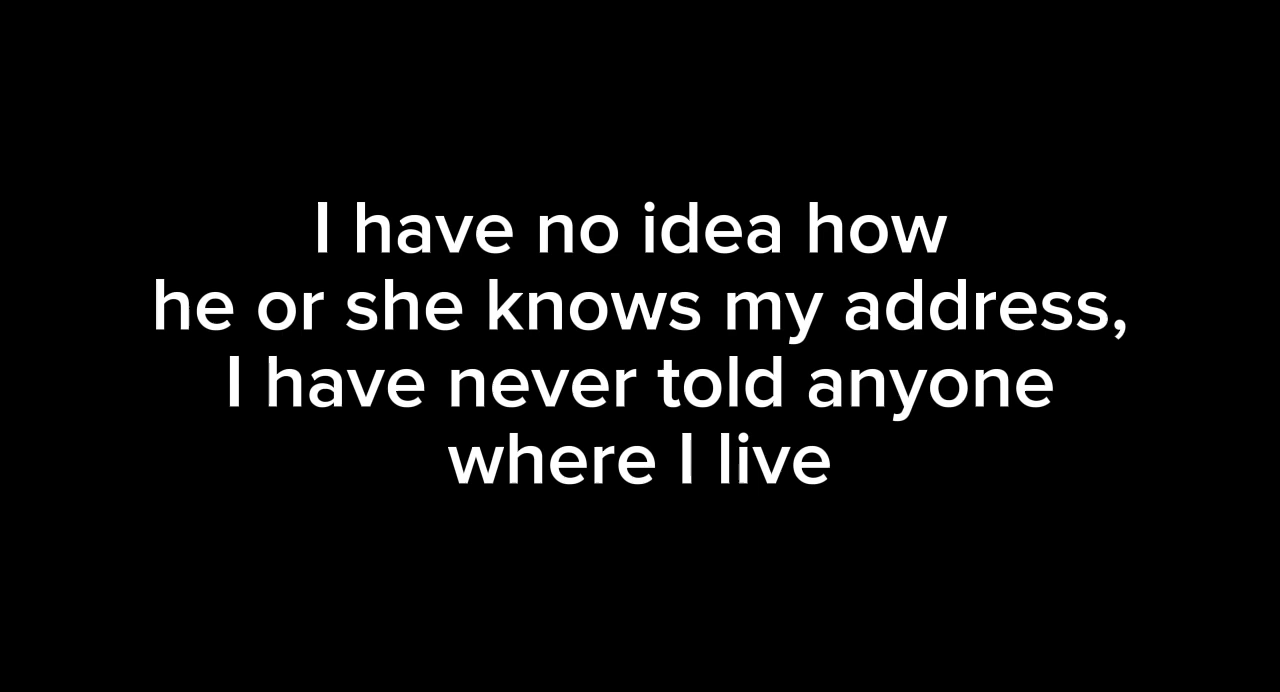 I have no idea how
he or she knows my address,
I have never told anyone
where I live